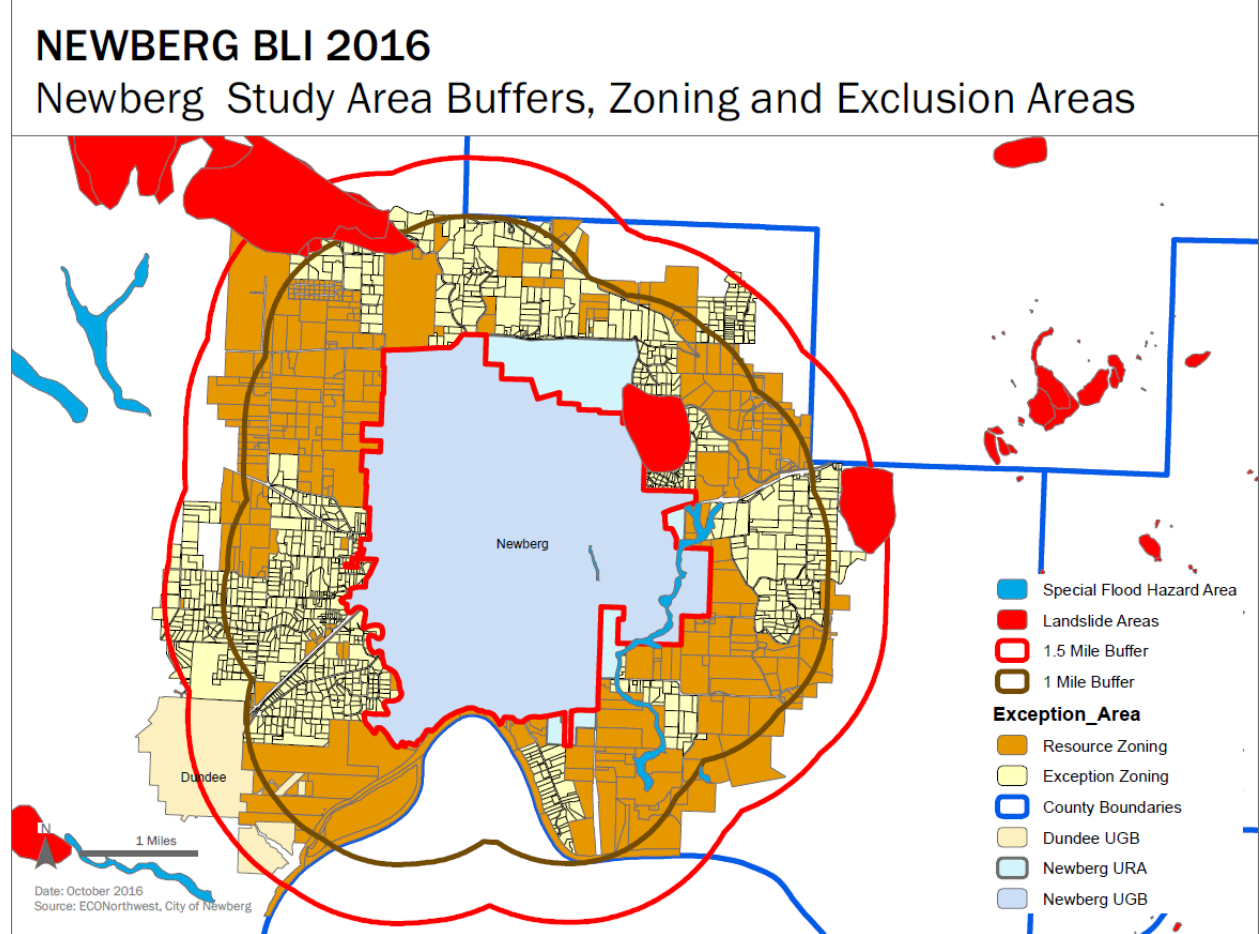 NEWBERG BLI 2016
Newberg Study Area Buffers, Zoning and Exclusion Areas
Newberg
Dundee
Special Flood Hazard Area
Landslide Areas
1.5 Mile Buffer
1 Mile Buffer
Exception_Area
Resource Zoning
Exception Zoning
County Boundaries
Dundee UGB
Newberg URA
Newberg UGB
N
1 Miles
Date: October 2016
Source: ECONorthwest, City of Newberg